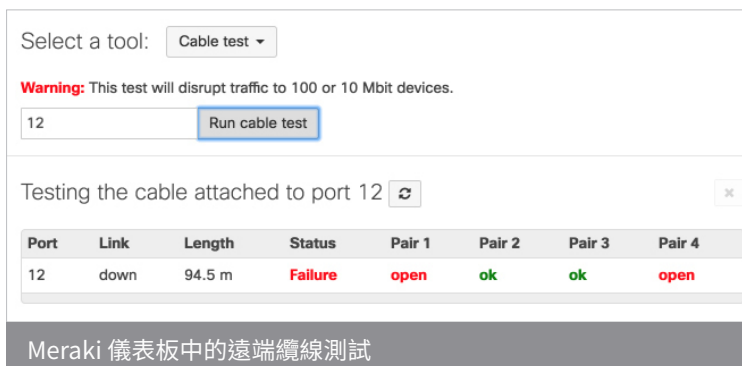 Select a tool: Cable test
Warning: This test will disrupt traffic to 100 or 10 Mbit devices.
12 Run cable test
Testing the cable attached to port 12
Port Link Length Status Pair 1 Pair 2 Pair 3 Pair 4
12 down 94.5 m Failure open ok ok open
Meraki 儀表板中的遠端纜線測試